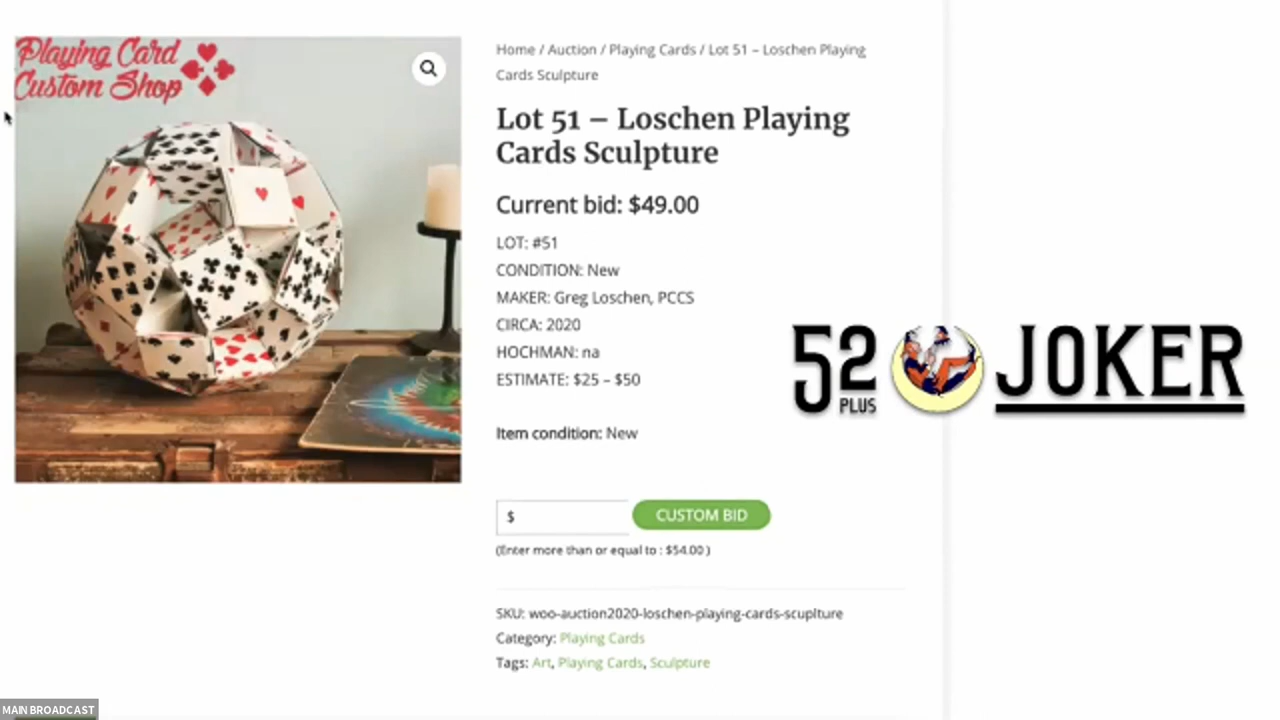 Playing Card
Custom Shop
Home / Auction / Playing Cards / Lot 51 – Loschen Playing
Cards Sculpture
Lot 51 – Loschen Playing
Cards Sculpture
Current bid: $49.00
LOT: #51
CONDITION: New
MAKER: Greg Loschen, PCCS
CIRCA: 2020
HOCHMAN: na
ESTIMATE: $25 – $50
Item condition: New
$
CUSTOM BID
(Enter more than or equal to : $54.00 )
SKU: woo-auction2020-loschen-playing-cards-scuplture
Category: Playing Cards
Tags: Art, Playing Cards, Sculpture
52 PLUS JOKER
MAIN BROADCAST